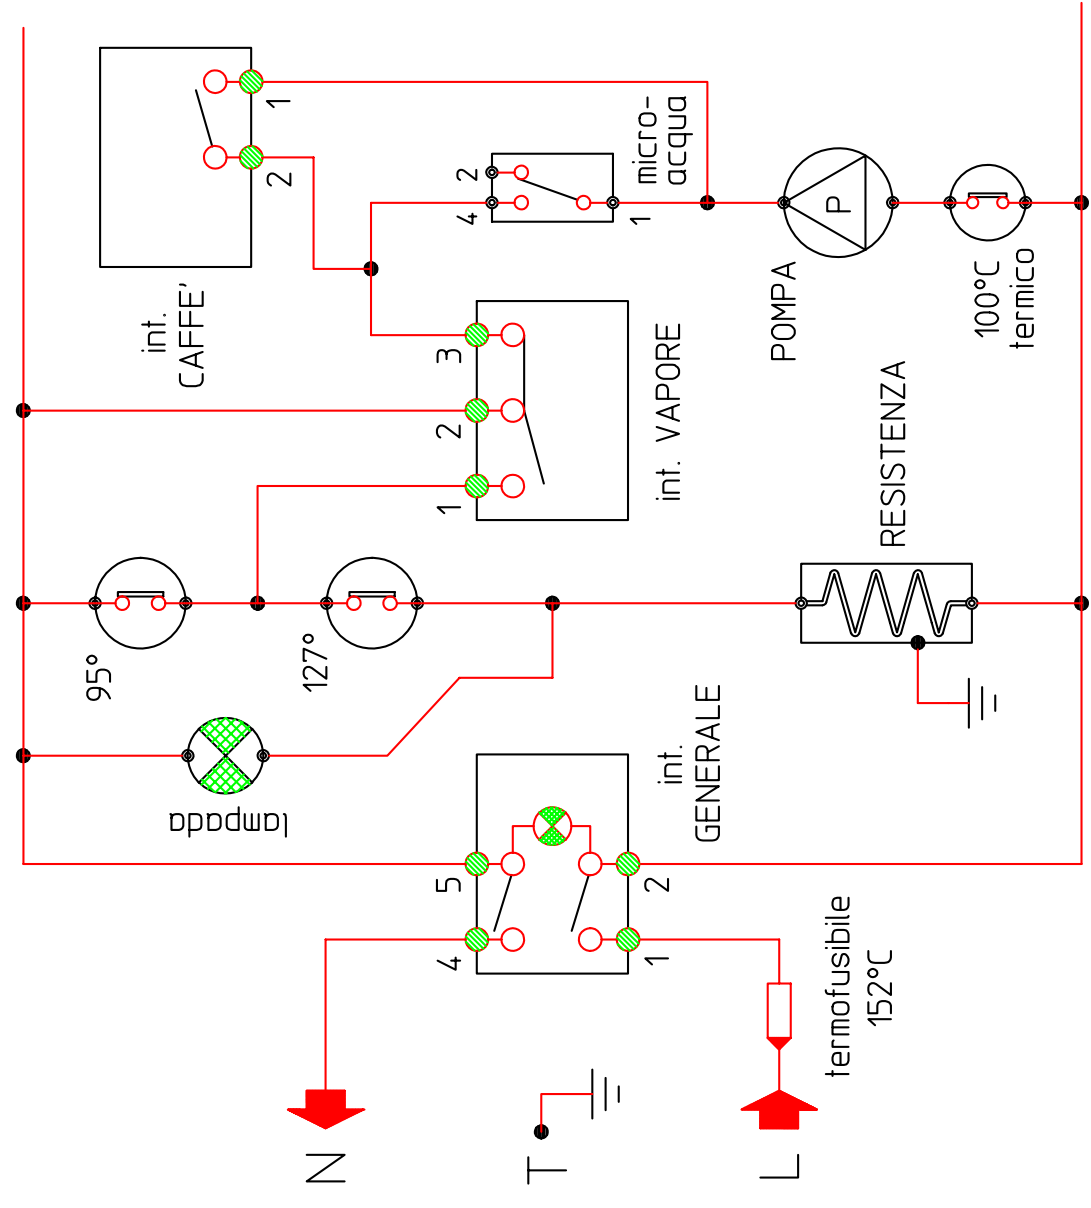 lampada
95°
int.
CAFFE'
2
1
127°
N
4
5
1
2
3
4
2
T
1
2
int.
GENERALE
int. VAPORE
1
micro-
acqua
L
termofusibile
152°C
RESISTENZA
POMPA
P
100°C
termico